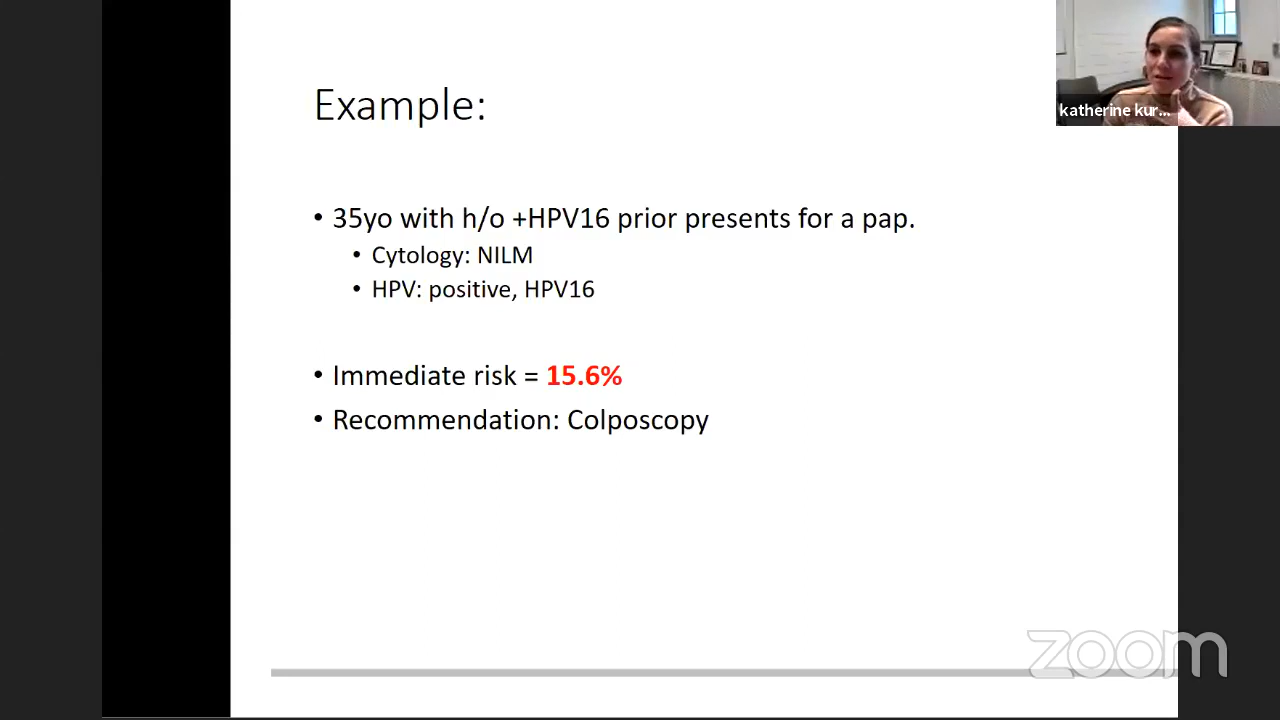 Example:
katherine kur...
• 35yo with h/o +HPV16 prior presents for a pap.
• Cytology: NILM
• HPV: positive, HPV16
• Immediate risk = 15.6%
• Recommendation: Colposcopy
zoom